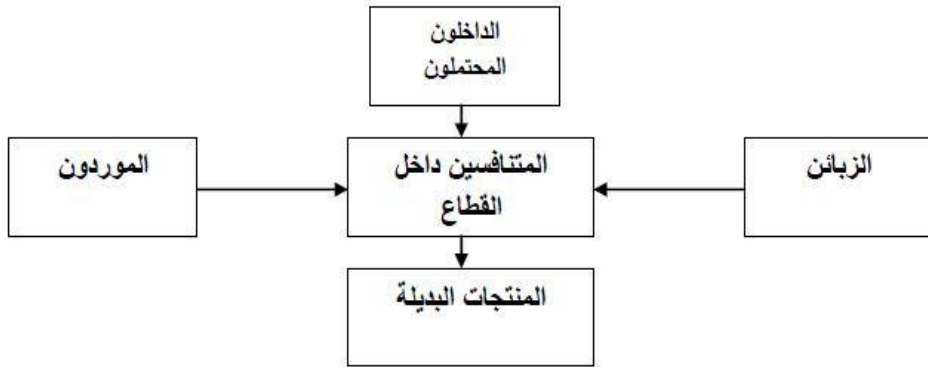 الداخلون
المحتملون
الزبائن
المتنافسين داخل
القطاع
الموردون
المنتجات البديلة